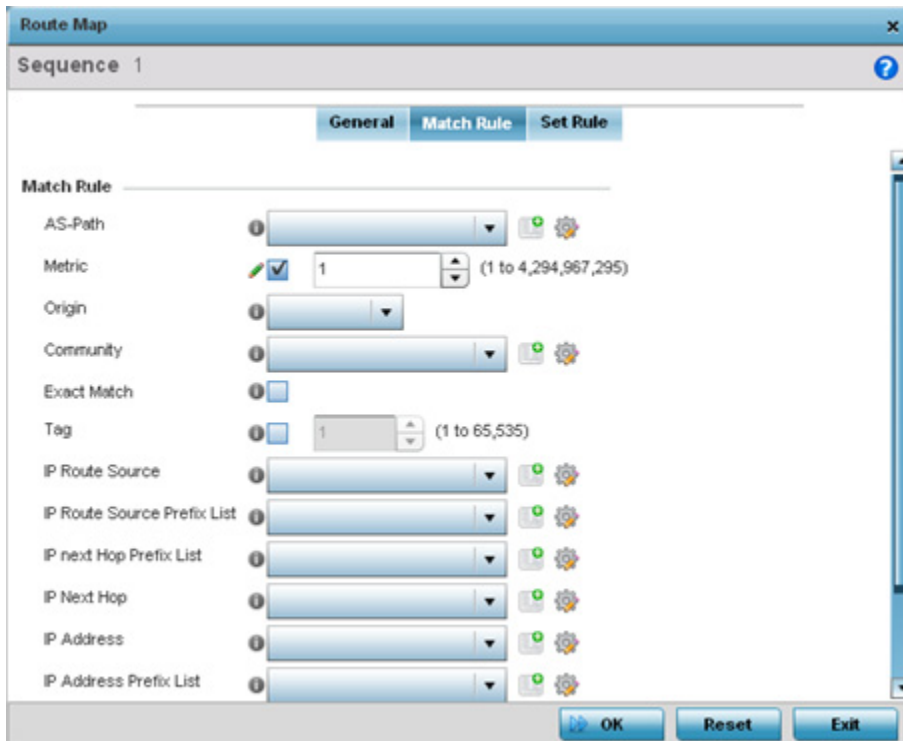 Route Map
Sequence 1
General Match Rule Set Rule
Match Rule
AS-Path
Metric 1 (1 to 4,294,967,295)
Origin
Community
Exact Match
Tag 1 (1 to 65,535)
IP Route Source
IP Route Source Prefix List
IP next Hop Prefix List
IP Next Hop
IP Address
IP Address Prefix List
OK Reset Exit